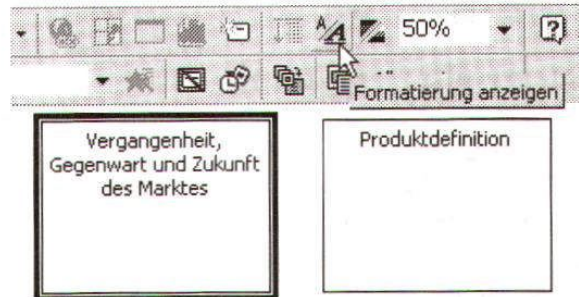 50%
Formatierung anzeigen
Vergangenheit,
Gegenwart und Zukunft
des Marktes
Produktdefinition